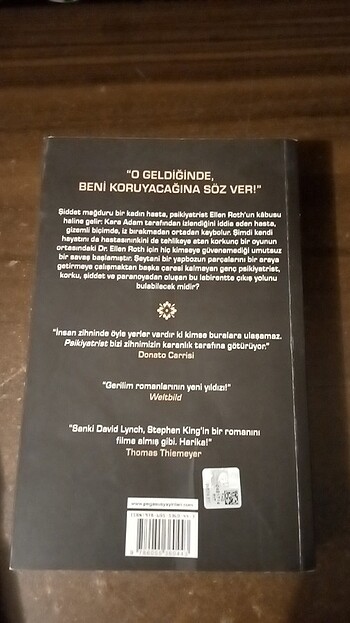 "O GELDİĞİNDE,
BENİ KORUYACAĞINA SÖZ VER!"
Şiddet mağduru bir kadın hasta, psikiyatrist Ellen Roth'un kâbusu
haline gelir: Kara Adam tarafından izlendiğini iddia eden hasta,
gizemli biçimde, iz bırakmadan ortadan kaybolur. Şimdi kendi
hayatını da hastasınınkini de tehlikeye atan korkunç bir oyunun
ortasındaki Dr. Ellen Roth için hiç kimseye güvenemediği umutsuz
bir savaş başlamıştır. Şeytani bir yapbozun parçalarını bir araya
getirmeye çalışmaktan başka çaresi kalmayan genç psikiyatrist,
korku, şiddet ve paranoyadan oluşan bu labirentte çıkış yolunu
bulabilecek midir?
"İnsan zihninde öyle yerler vardır ki kimse buralara ulaşamaz.
Psikiyatrist bizi zihnimizin karanlık tarafına götürüyor."
Donato Carrisi
"Gerilim romanlarının yeni yıldızı!"
Weltbild
"Sanki David Lynch, Stephen King'in bir romanını
filme almış gibi. Harika!"
Thomas Thiemeyer
www.pegasusyayinlari.com